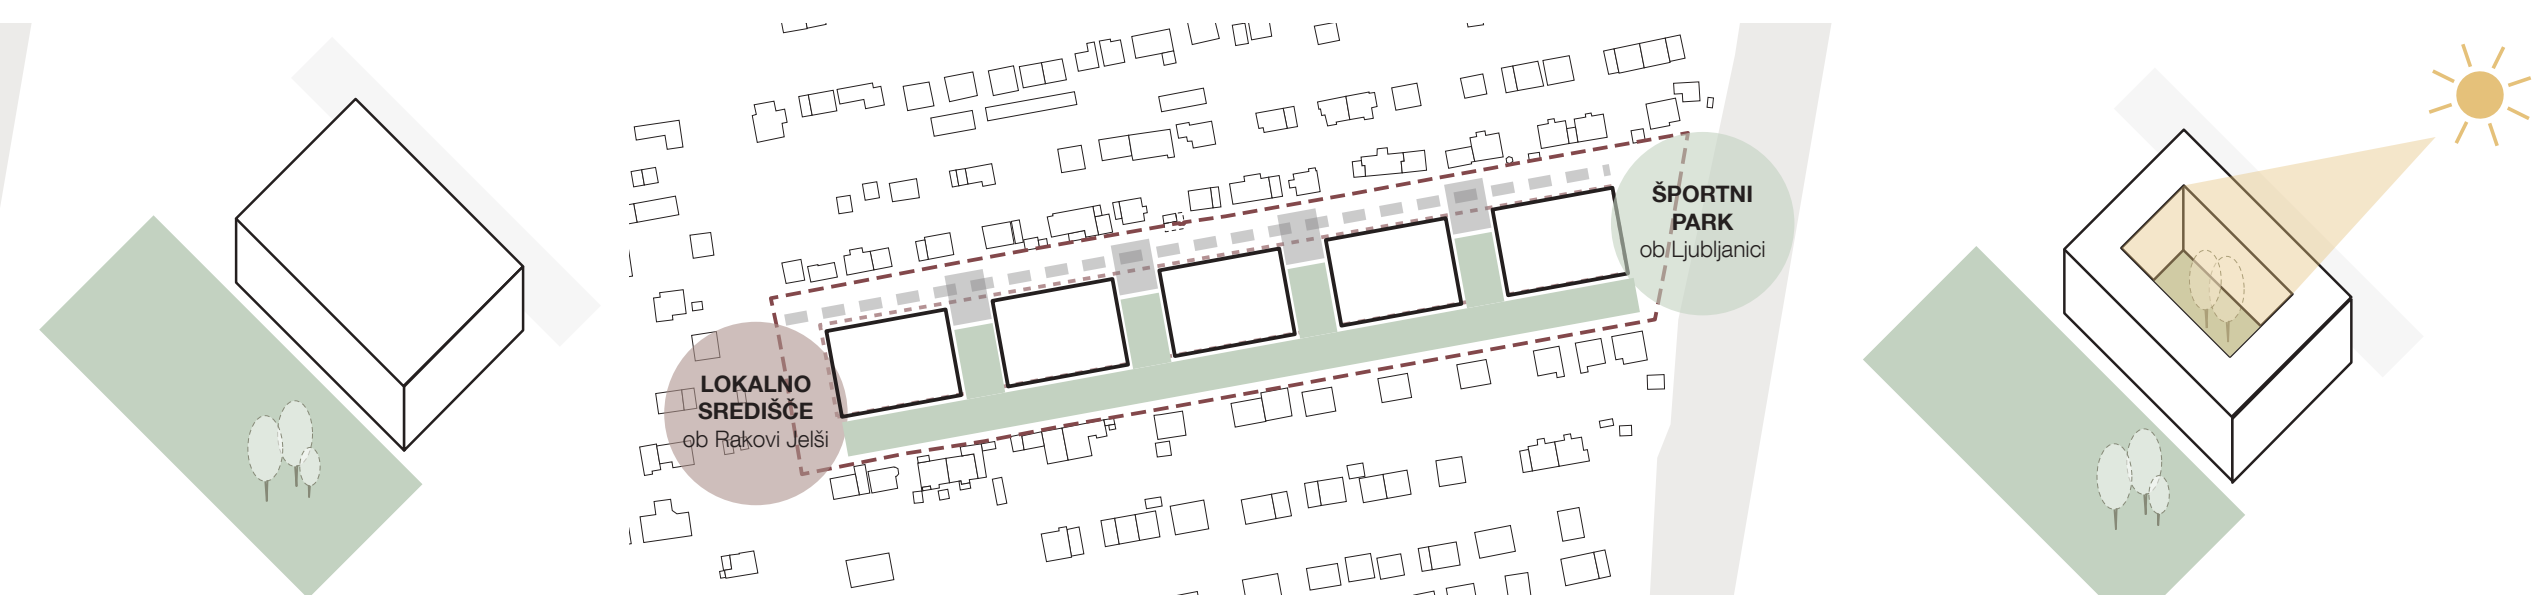 LOKALNO
SREDIŠČE
ob Rakovi Jelši
ŠPORTNI
PARK
ob Ljubljanici